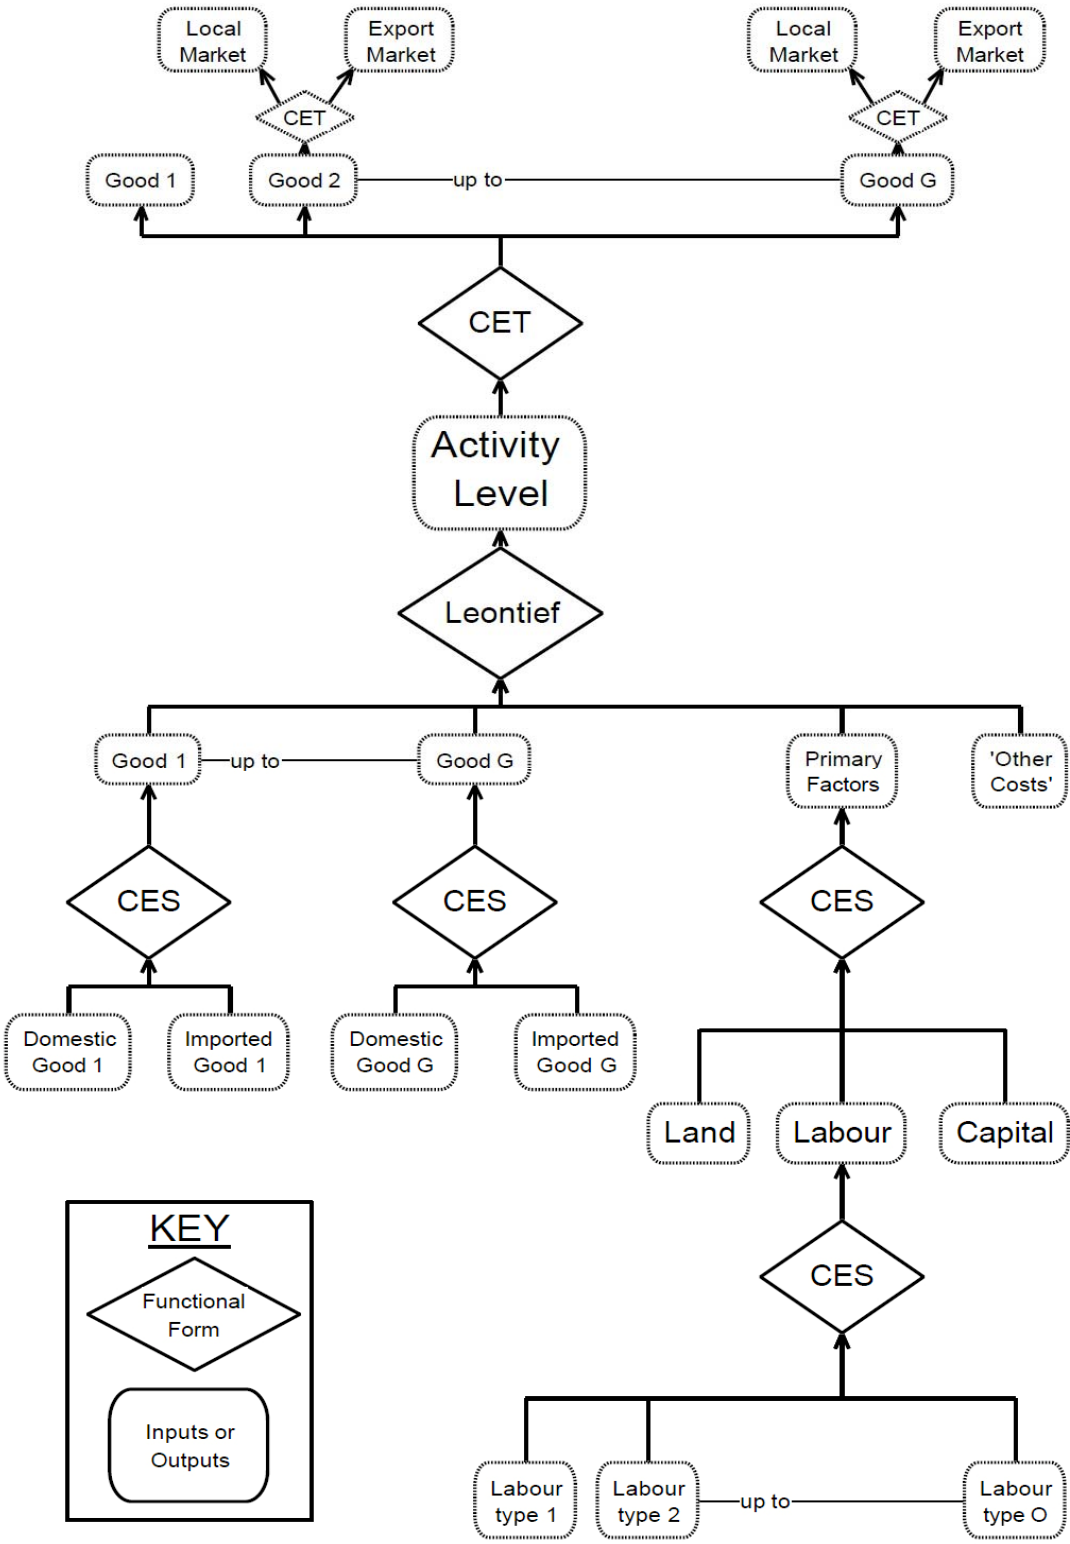 Local
Market
Export
Market
Local
Market
Export
Market
CET
CET
Good 1
Good 2
up to
Good G
CET
Activity
Level
Leontief
Good 1
up to
Good G
Primary
Factors
'Other
Costs'
CES
CES
CES
Domestic
Good 1
Imported
Good 1
Domestic
Good G
Imported
Good G
Land
Labour
Capital
KEY
Functional
Form
Inputs or
Outputs
CES
Labour
type 1
Labour
type 2
up to
Labour
type O